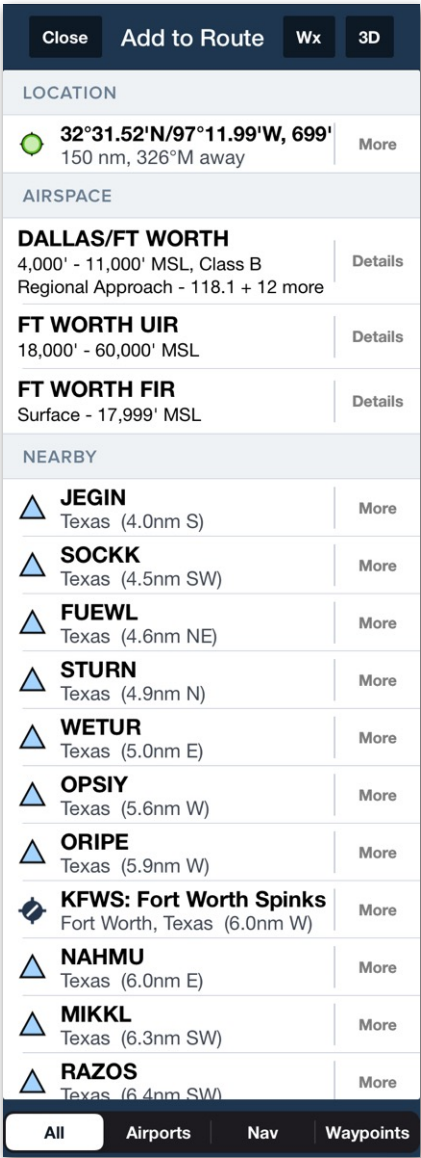 Close Add to Route Wx 3D
LOCATION
32°31.52'N/97°11.99'W, 699' More
150 nm, 326°M away
AIRSPACE
DALLAS/FT WORTH
4,000' - 11,000' MSL, Class B Details
Regional Approach - 118.1 + 12 more
FT WORTH UIR
18,000' - 60,000' MSL Details
FT WORTH FIR
Surface - 17,999' MSL Details
NEARBY
JEGIN
Texas (4.0nm S) More
SOCKK
Texas (4.5nm SW) More
FUEWL
Texas (4.6nm NE) More
STURN
Texas (4.9nm N) More
WETUR
Texas (5.0nm E) More
OPSIY
Texas (5.6nm W) More
ORIPE
Texas (5.9nm W) More
KFWS: Fort Worth Spinks
Fort Worth, Texas (6.0nm W) More
NAHMU
Texas (6.0nm E) More
MIKKL
Texas (6.3nm SW) More
RAZOS
Texas (6.4nm SW) More
All Airports Nav Waypoints